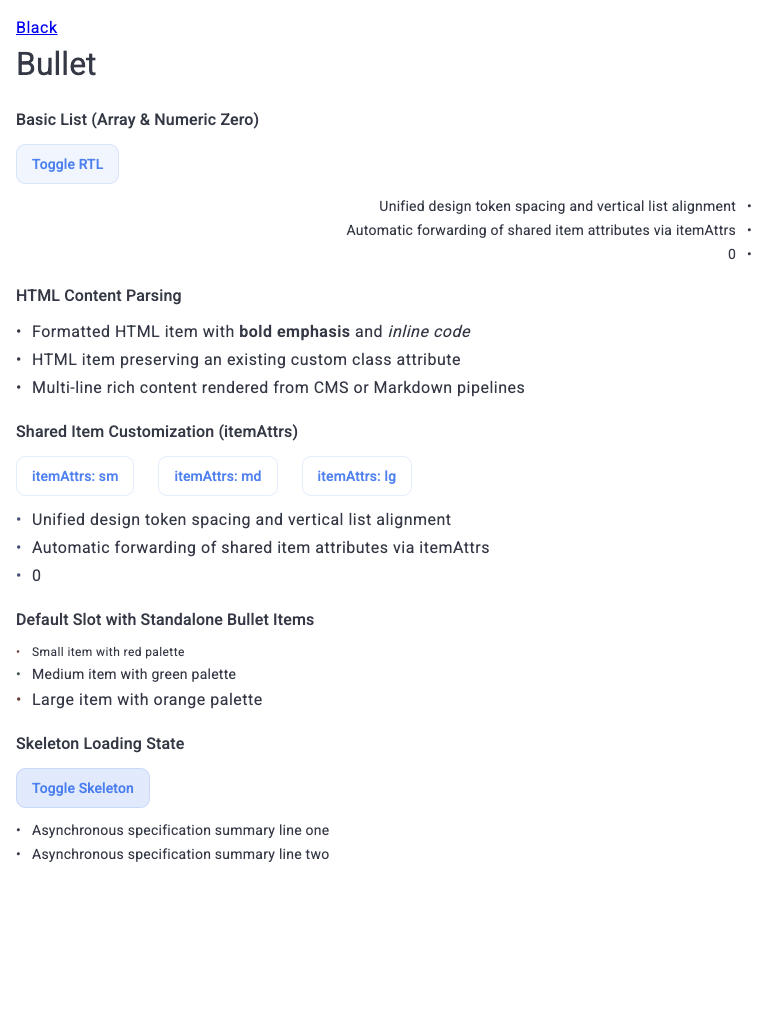 Black
Bullet
Basic List (Array & Numeric Zero)
Toggle RTL
Unified design token spacing and vertical list alignment •
Automatic forwarding of shared item attributes via itemAttrs •
0 •
HTML Content Parsing
• Formatted HTML item with bold emphasis and inline code
• HTML item preserving an existing custom class attribute
• Multi-line rich content rendered from CMS or Markdown pipelines
Shared Item Customization (itemAttrs)
itemAttrs: sm itemAttrs: md itemAttrs: lg
• Unified design token spacing and vertical list alignment
• Automatic forwarding of shared item attributes via itemAttrs
• 0
Default Slot with Standalone Bullet Items
• Small item with red palette
• Medium item with green palette
• Large item with orange palette
Skeleton Loading State
Toggle Skeleton
• Asynchronous specification summary line one
• Asynchronous specification summary line two